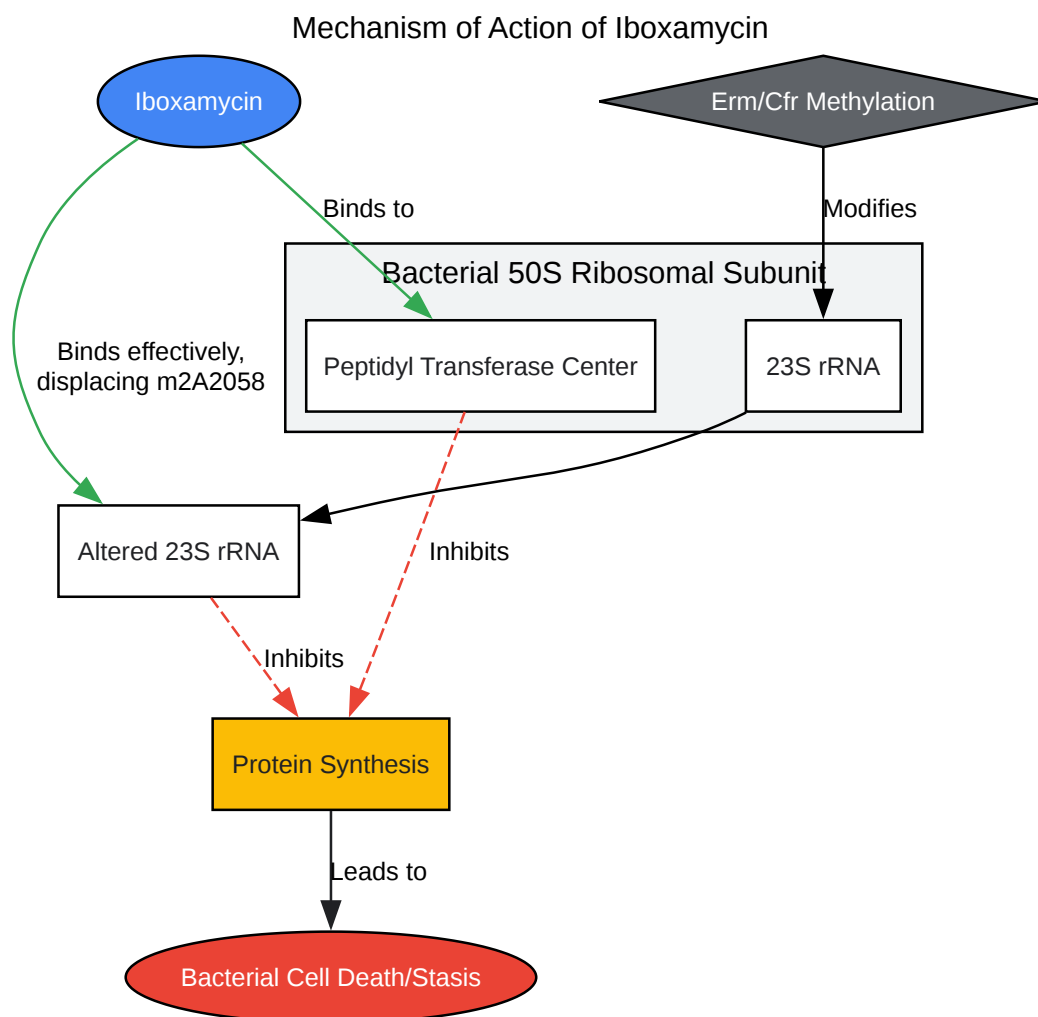 Mechanism of Action of Iboxamycin
Iboxamycin
Erm/Cfr Methylation
Binds to
Modifies
Bacterial 50S Ribosomal Subunit
Peptidyl Transferase Center
23S rRNA
Binds effectively,
displacing m2A2058
Altered 23S rRNA
Inhibits
Inhibits
Protein Synthesis
Leads to
Bacterial Cell Death/Stasis